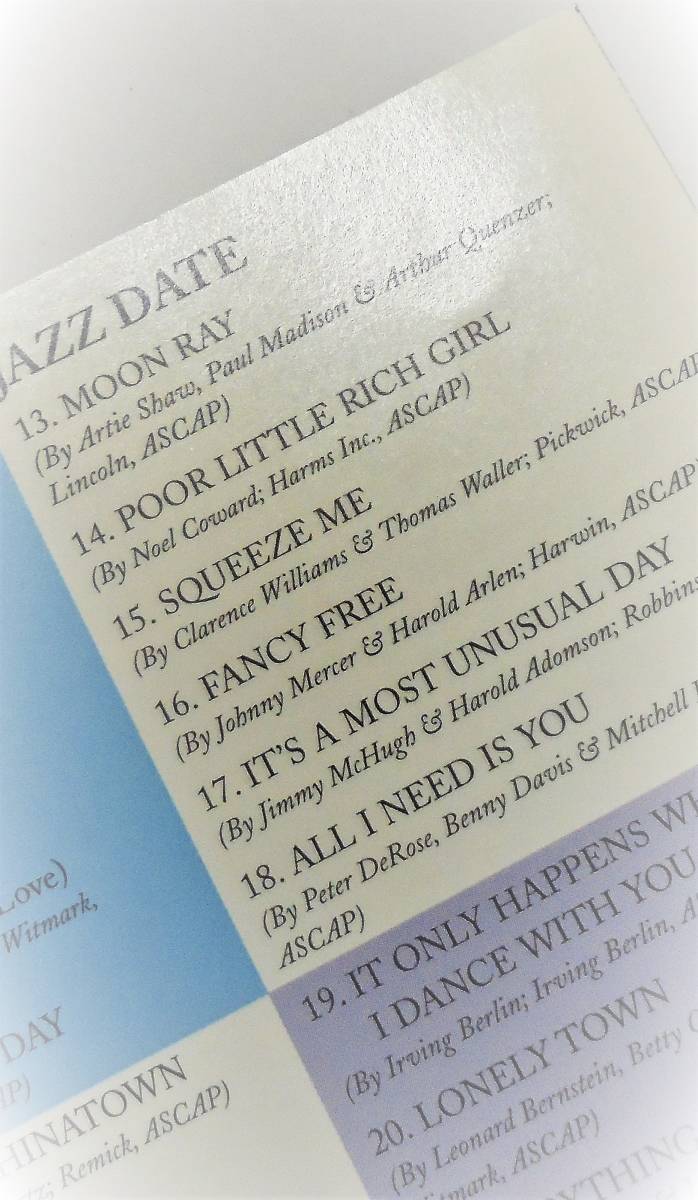 JAZZ DATE
13. MOON RAY
(By Artie Shaw, Paul Madison & Arthur Quenzer;
Lincoln, ASCAP)
14. POOR LITTLE RICH GIRL
(By Noel Coward; Harms Inc., ASCAP)
15. SQUEEZE ME
(By Clarence Williams & Thomas Waller; Pickwick, ASCAP
16. FANCY FREE
(By Johnny Mercer & Harold Arlen; Harwin, ASCAP)
17. IT'S A MOST UNUSUAL DAY
(By Jimmy McHugh & Harold Adomson; Robbins
18. ALL I NEED IS YOU
(By Peter DeRose, Benny Davis & Mitchell
ASCAP)
19. IT ONLY HAPPENS
I DANCE WITH YOU
(By Irving Berlin; Irving Berlin,
20. LONELY TOWN
(By Leonard Bernstein, Betty
ASCAP)
Love)
Witmark,
DAY
HINATOWN
Remick, ASCAP)